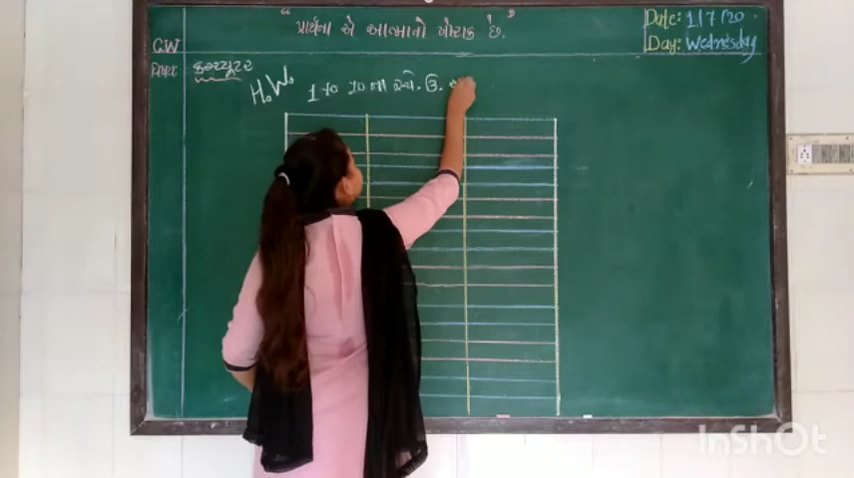 "પ્રાર્થના એ આત્માનો ખોરાક છે."
Date: 1/7/20
Day: Wednesday
C.W
વિષય કમ્પ્યૂટર
H.W. 1 to 20 ના
InShOt